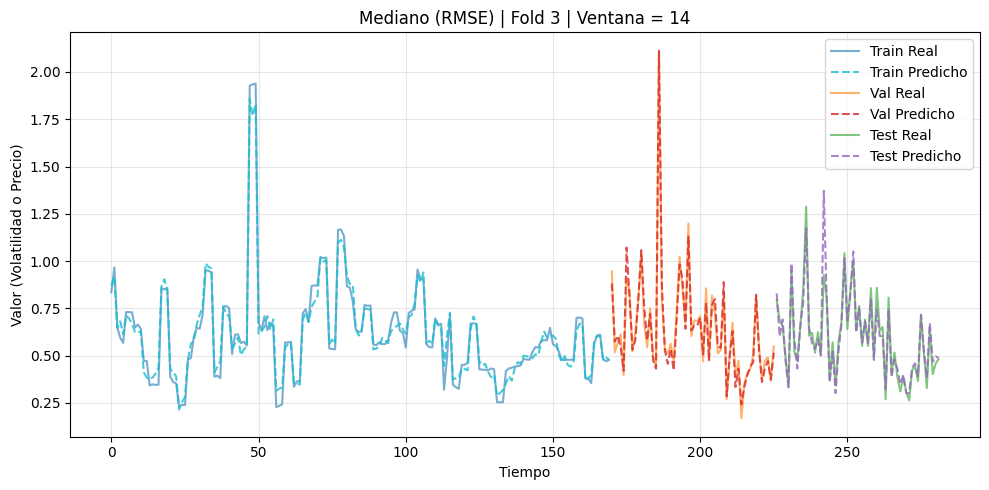 Mediano (RMSE) | Fold 3 | Ventana = 14
Valor (Volatilidad o Precio)
2.00
1.75
1.50
1.25
1.00
0.75
0.50
0.25
Train Real
Train Predicho
Val Real
Val Predicho
Test Real
Test Predicho
0 50 100 150 200 250
Tiempo